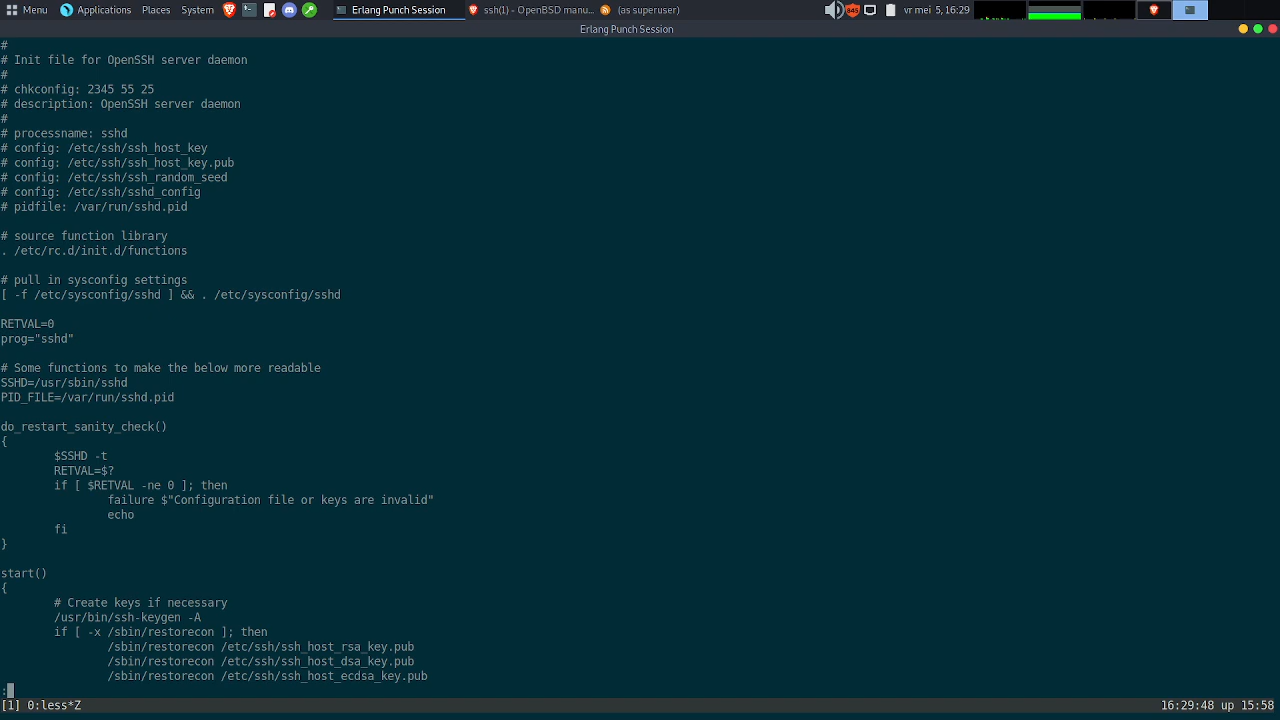 Menu Applications Places System Erlang Punch Session ssh(1) - OpenBSD manu... (as superuser) 845 vr mei 5, 16:29
Erlang Punch Session
#
# Init file for OpenSSH server daemon
#
# chkconfig: 2345 55 25
# description: OpenSSH server daemon
#
# processname: sshd
# config: /etc/ssh/ssh_host_key
# config: /etc/ssh/ssh_host_key.pub
# config: /etc/ssh/ssh_random_seed
# config: /etc/ssh/sshd_config
# pidfile: /var/run/sshd.pid
# source function library
. /etc/rc.d/init.d/functions
# pull in sysconfig settings
[ -f /etc/sysconfig/sshd ] && . /etc/sysconfig/sshd
RETVAL=0
prog="sshd"
# Some functions to make the below more readable
SSHD=/usr/sbin/sshd
PID_FILE=/var/run/sshd.pid
do_restart_sanity_check()
{
$SSHD -t
RETVAL=$?
if [ $RETVAL -ne 0 ]; then
failure $"Configuration file or keys are invalid"
echo
fi
}
start()
{
# Create keys if necessary
/usr/bin/ssh-keygen -A
if [ -x /sbin/restorecon ]; then
/sbin/restorecon /etc/ssh/ssh_host_rsa_key.pub
/sbin/restorecon /etc/ssh/ssh_host_dsa_key.pub
/sbin/restorecon /etc/ssh/ssh_host_ecdsa_key.pub
:
[1] 0:less*Z 16:29:48 up 15:58